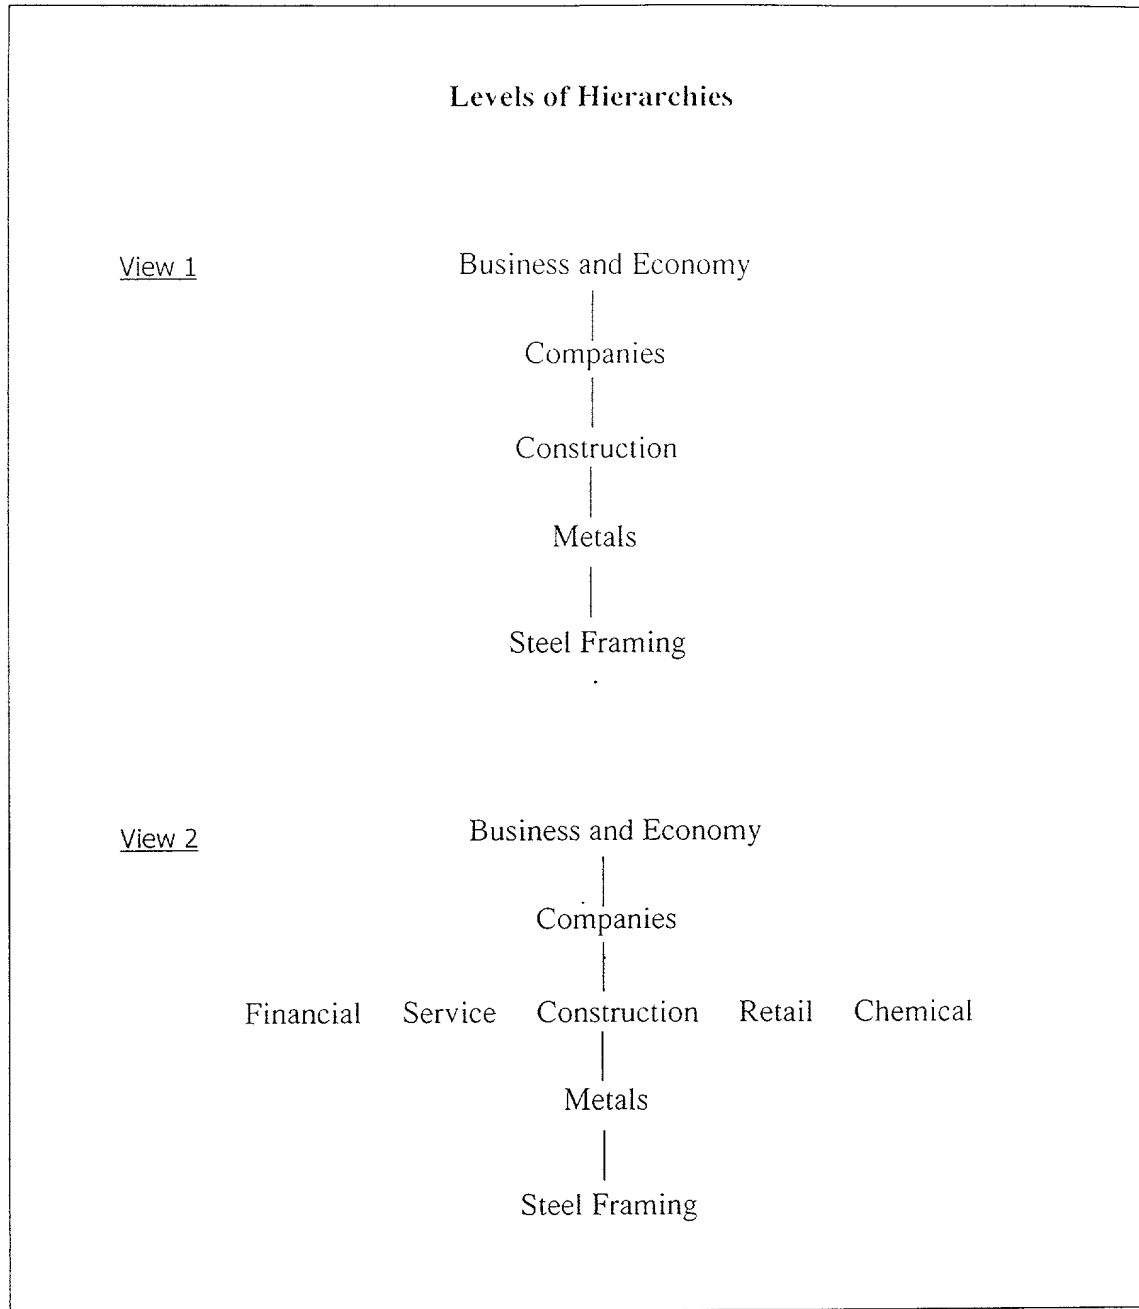 Levels of Hierarchies
View 1
Business and Economy
Companies
Construction
Metals
Steel Framing
View 2
Business and Economy
Companies
Financial Service Construction Retail Chemical
Metals
Steel Framing